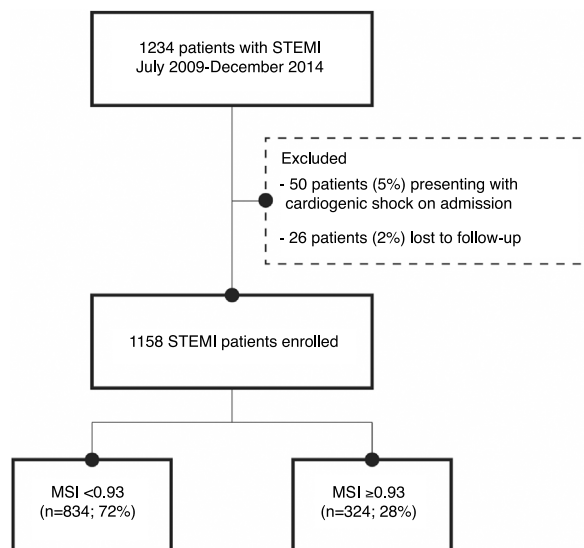 1234 patients with STEMI
July 2009-December 2014
Excluded
- 50 patients (5%) presenting with
cardiogenic shock on admission
- 26 patients (2%) lost to follow-up
1158 STEMI patients enrolled
MSI <0.93
(n=834; 72%)
MSI ≥0.93
(n=324; 28%)